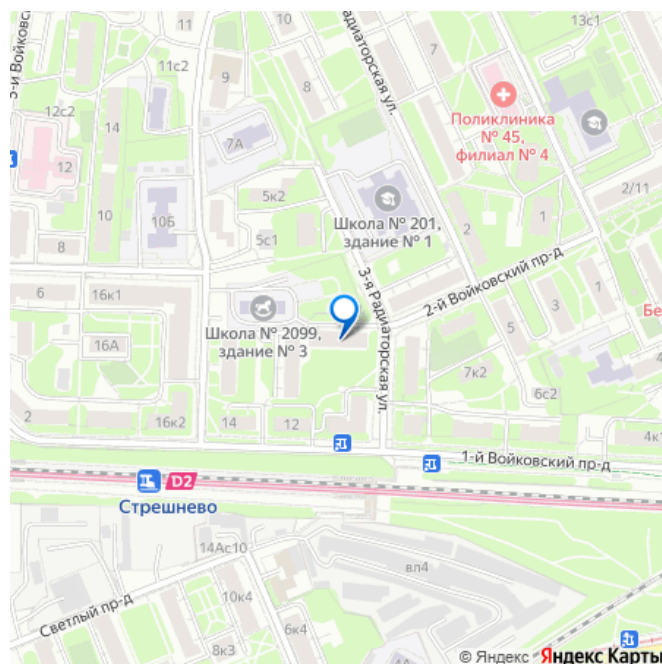 3-й Войковский
11с2
12с2
14
12
10
8
9
8
7А
10Б
3-я Радиаторская ул.
7
13с1
Поликлиника
№ 45,
филиал № 4
5к2
5с1
Школа № 201,
здание № 1
2
1
2/11
2-й Войковский пр-д
6
16к1
16А
2
16к2
Школа № 2099,
здание № 3
14
12
3-я Радиаторская ул.
5
3
Бе
7к2
6с2
4к
1-й Войковский пр-д
D2
Стрешнево
14Ас10
вл4
Светлый пр-д
10к4
8к3
6к4
4А
© Яндекс Яндекс Карты